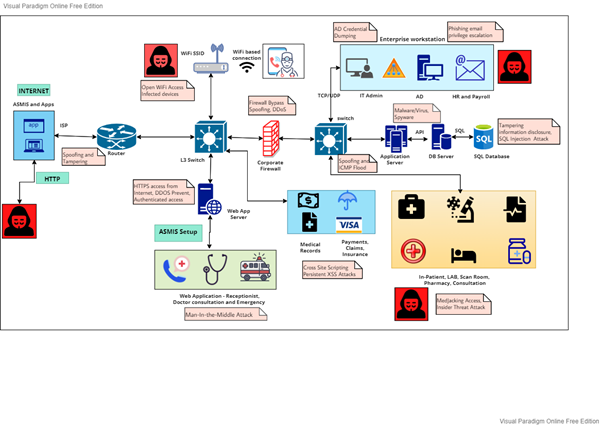 Visual Paradigm Online Free Edition
AD Credential
Dumping
Enterprise workstation
Phishing email
privilege escalation
WiFi SSID
WiFi based
connection
Open WiFi Access
Infected devices
IT Admin
AD
HR and Payroll
INTERNET
ASMIS and Apps
APP
ISP
Router
Spoofing and
Tampering
HTTP
L3 Switch
Firewall Bypass
Spoofing, DDoS
Corporate
Firewall
TCP/UDP
switch
Spoofing and
ICMP Flood
Malware/Virus,
Spyware
Application
Server
API
DB Server
SQL
SQL Database
Tampering
Information disclosure,
SQL Injection Attack
HTTPS access from
Internet, DDOS Prevent,
Authenticated access
Web App
Server
ASMIS Setup
Medical
Records
VISA
Payments,
Claims,
Insurance
Cross Site Scripting
Persistent XSS Attacks
Web Application - Receptionist,
Doctor consultation and Emergency
Man-In-the-Middle Attack
In-Patient, LAB, Scan Room,
Pharmacy, Consultation
MedJacking Access,
Insider Threat Attack
Visual Paradigm Online Free Edition